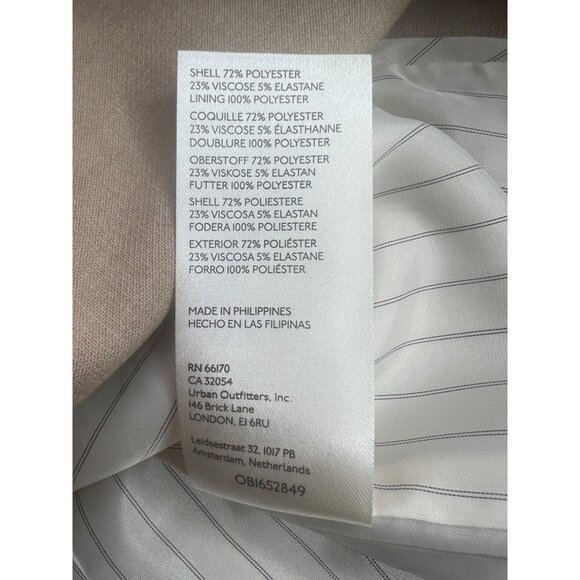 SHELL 72% POLYESTER
23% VISCOSE 5% ELASTANE
LINING 100% POLYESTER
COQUILLE 72% POLYESTER
23% VISCOSE 5% ÉLASTHANNE
DOUBLURE 100% POLYESTER
OBERSTOFF 72% POLYESTER
23% VISKOSE 5% ELASTAN
FUTTER 100% POLYESTER
SHELL 72% POLIESTERE
23% VISCOSA 5% ELASTAN
FODERA 100% POLIESTERE
EXTERIOR 72% POLIÉSTER
23% VISCOSA 5% ELASTANE
FORRO 100% POLIÉSTER
MADE IN PHILIPPINES
HECHO EN LAS FILIPINAS
RN 66170
CA 32054
Urban Outfitters, Inc.
146 Brick Lane
LONDON, E1 6RU
Leidsestraat 32, 1017 PB
Amsterdam, Netherlands
OB1652849